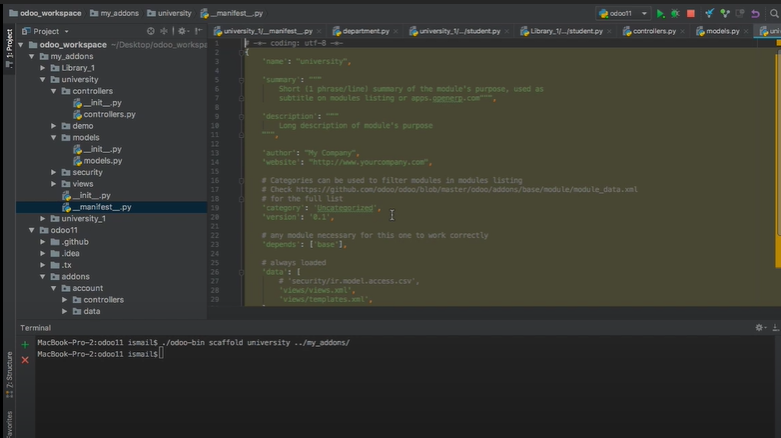 odoo_workspace my_addons university __manifest__.py odoo11
Project university_1/__manifest__.py department.py university_1/.../student.py Library_1/.../student.py controllers.py models.py uni
1: Project
odoo_workspace ~/Desktop/odoo_workspa
my_addons
Library_1
university
controllers
__init__.py
controllers.py
demo
models
__init__.py
models.py
security
views
__init__.py
__manifest__.py
university_1
odoo11
.github
.idea
.tx
addons
account
controllers
data
1 # -*- coding: utf-8 -*-
2 {
3 'name': "university",
4
5 'summary': """
6 Short (1 phrase/line) summary of the module's purpose, used as
7 subtitle on modules listing or apps.openerp.com""",
8
9 'description': """
10 Long description of module's purpose
11 """,
12
13 'author': "My Company",
14 'website': "http://www.yourcompany.com",
15
16 # Categories can be used to filter modules in modules listing
17 # Check https://github.com/odoo/odoo/blob/master/odoo/addons/base/module/module_data.xml
18 # for the full list
19 'category': 'Uncategorized',
20 'version': '0.1',
21
22 # any module necessary for this one to work correctly
23 'depends': ['base'],
24
25 # always loaded
26 'data': [
27 # 'security/ir.model.access.csv',
28 'views/views.xml',
29 'views/templates.xml',
Terminal
MacBook-Pro-2:odoo11 ismail$ ./odoo-bin scaffold university ../my_addons/
MacBook-Pro-2:odoo11 ismail$
7: Structure
Favorites